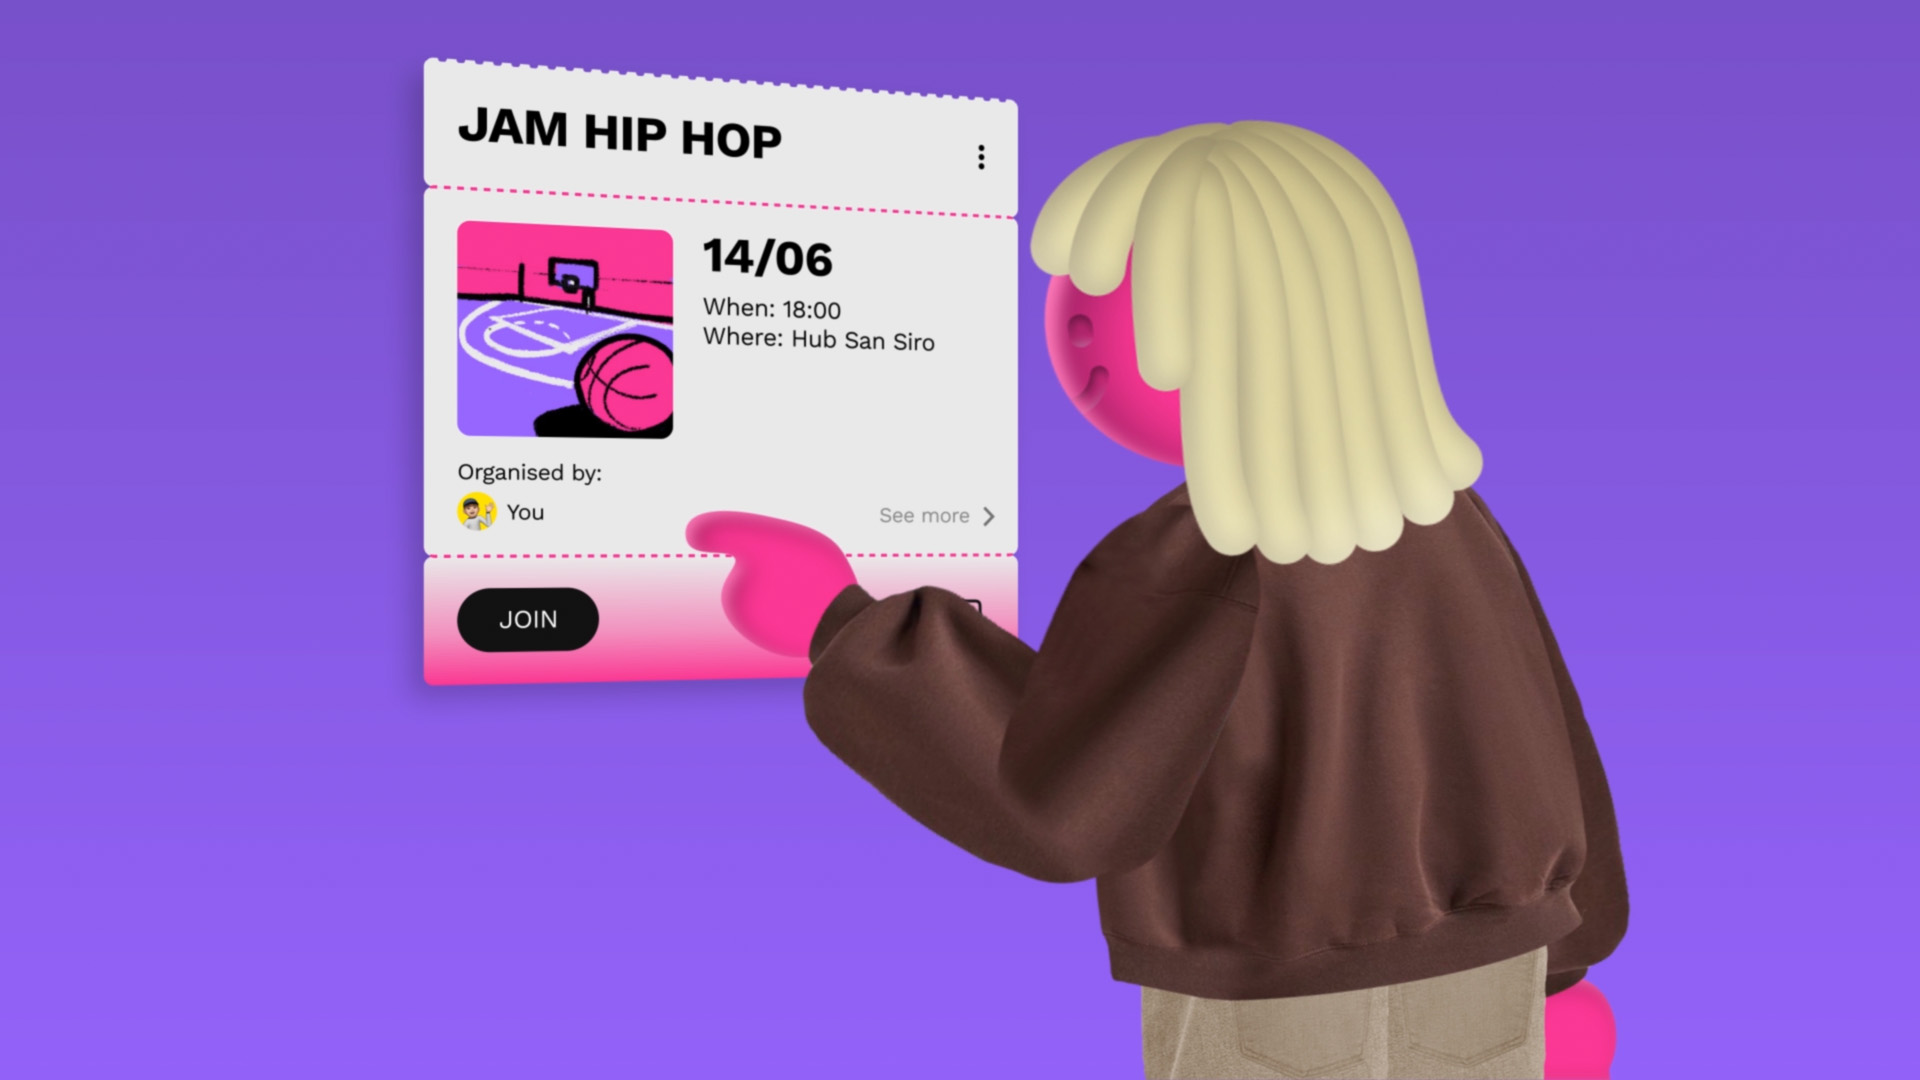 JAM HIP HOP
14/06
When: 18:00
Where: Hub San Siro
Organised by:
You
See more
JOIN